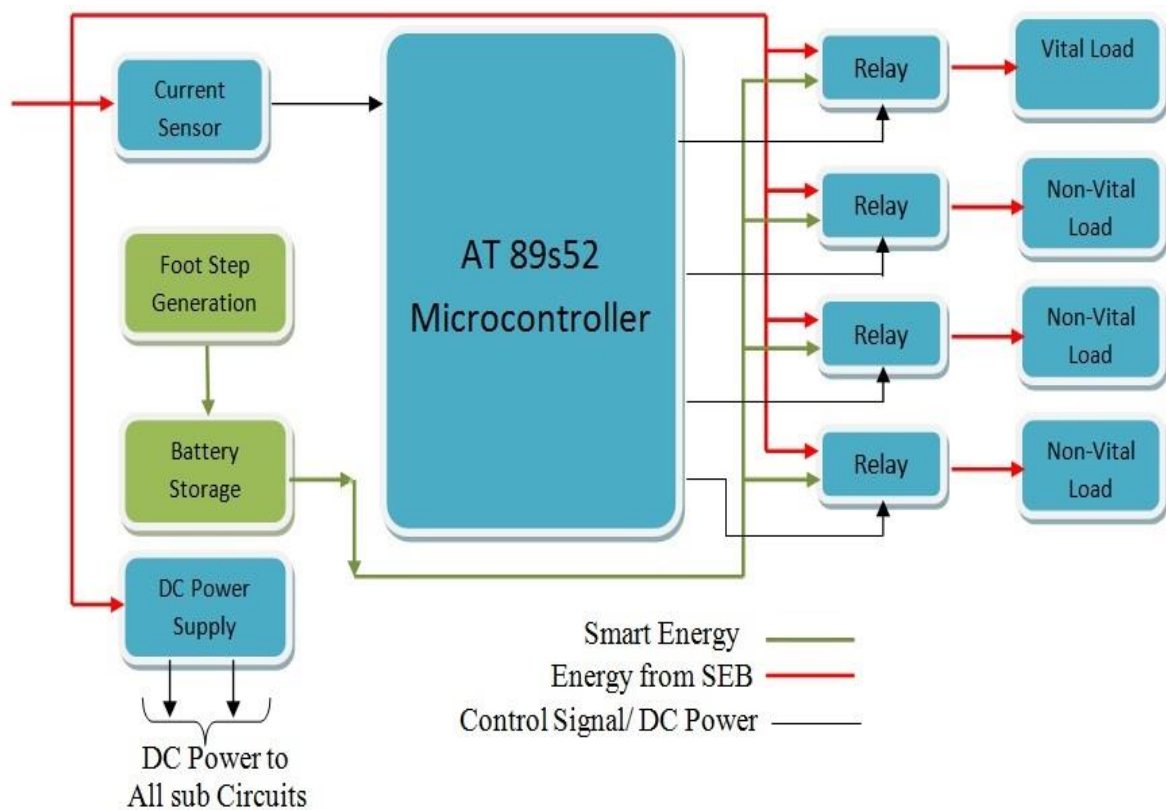 Current
Sensor
Foot Step
Generation
Battery
Storage
DC Power
Supply
DC Power to
All sub Circuits
AT 89s52
Microcontroller
Relay
Vital Load
Relay
Non-Vital
Load
Relay
Non-Vital
Load
Relay
Non-Vital
Load
Smart Energy
Energy from SEB
Control Signal/ DC Power